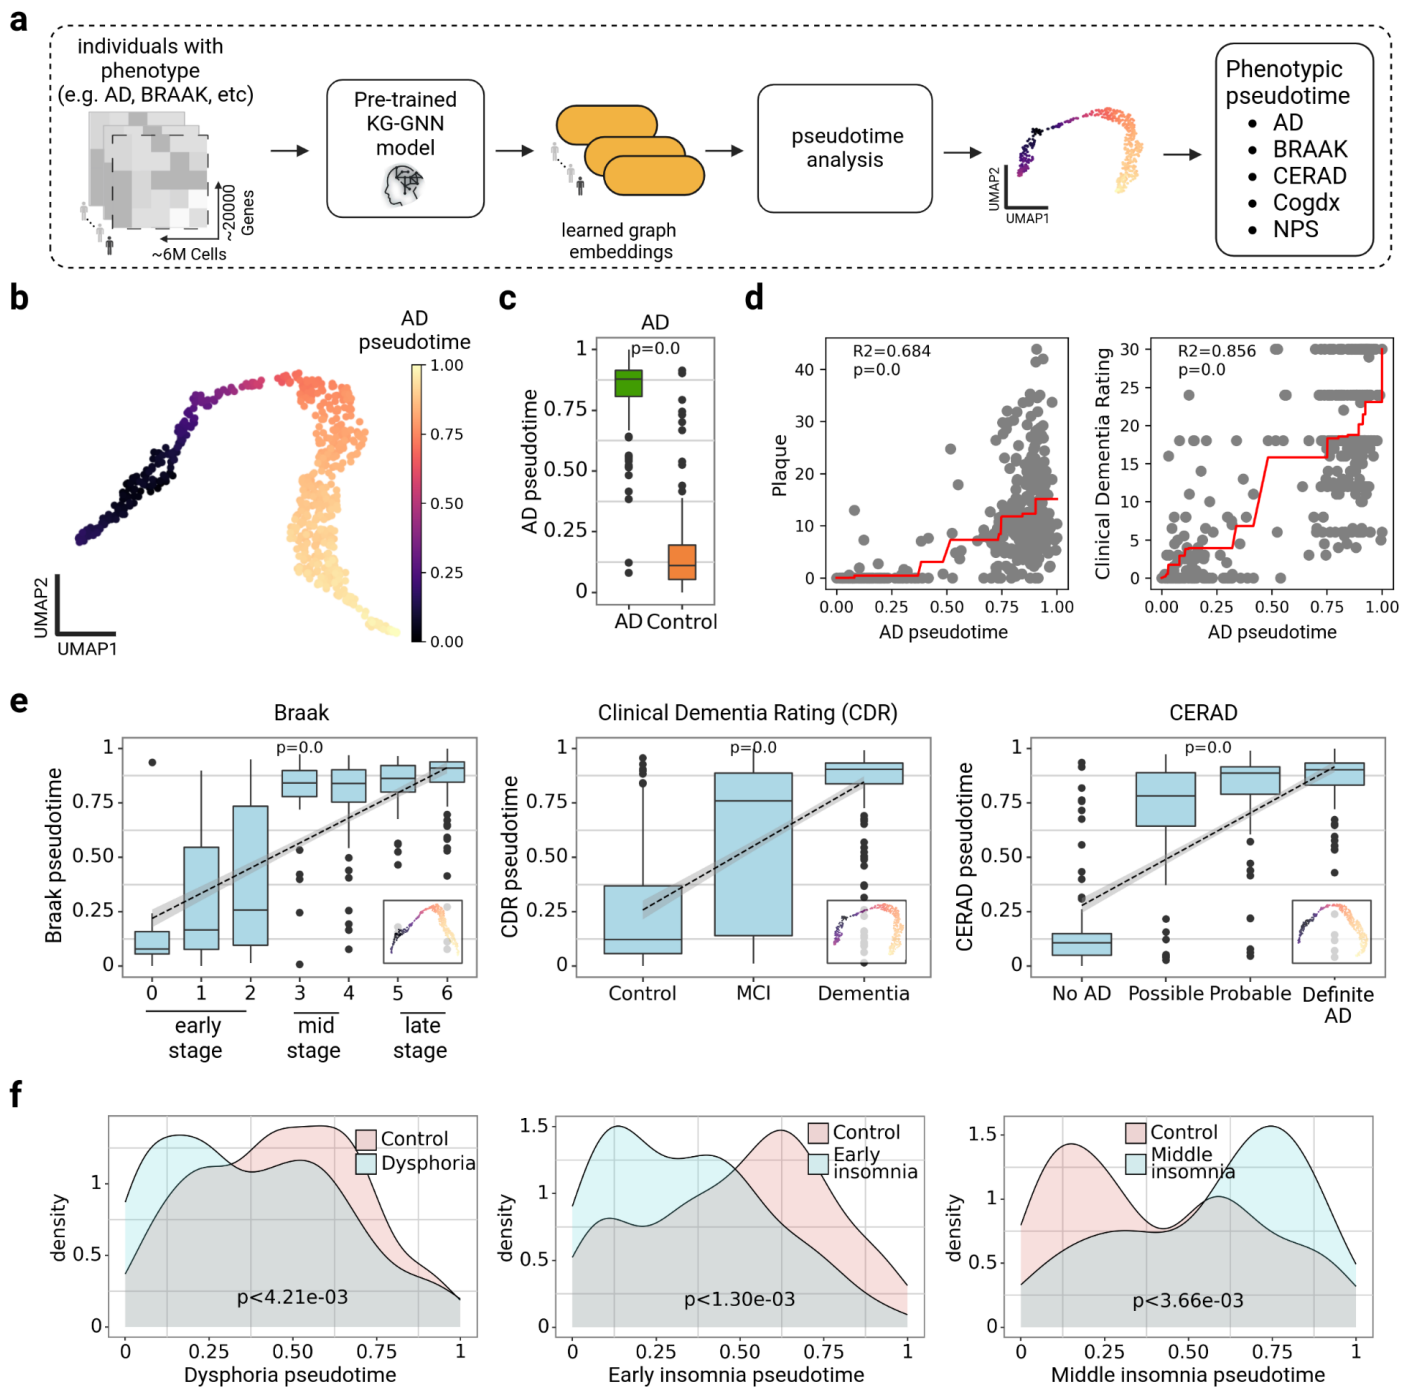 a
individuals with
phenotype
(e.g. AD, BRAAK, etc)
~20000
Genes
~6M Cells
Pre-trained
KG-GNN
model
learned graph
embeddings
pseudotime
analysis
UMAP2
UMAP1
Phenotypic
pseudotime
• AD
• BRAAK
• CERAD
• Cogdx
• NPS
b
AD
pseudotime
1.00
0.75
0.50
0.25
0.00
UMAP2
UMAP1
c
AD
p=0.0
AD pseudotime
1
0.75
0.50
0.25
0
AD Control
d
R2=0.684
p=0.0
Plaque
40
30
20
10
0
0.00 0.25 0.50 0.75 1.00
AD pseudotime
R2=0.856
p=0.0
Clinical Dementia Rating
30
25
20
15
10
5
0
0.00 0.25 0.50 0.75 1.00
AD pseudotime
e
Braak
p=0.0
Braak pseudotime
1
0.75
0.50
0.25
0
0 1 2 3 4 5 6
early
stage
mid
stage
late
stage
Clinical Dementia Rating (CDR)
p=0.0
CDR pseudotime
1
0.75
0.50
0.25
0
Control MCI Dementia
CERAD
p=0.0
CERAD pseudotime
1
0.75
0.50
0.25
0
No AD Possible Probable Definite
AD
f
Control
Dysphoria
density
1
0.5
0
p<4.21e-03
0 0.25 0.50 0.75 1
Dysphoria pseudotime
Control
Early
insomnia
density
1.5
1
0.5
0
p<1.30e-03
0 0.25 0.50 0.75 1
Early insomnia pseudotime
Control
Middle
insomnia
density
1.5
1
0.5
0
p<3.66e-03
0 0.25 0.50 0.75 1
Middle insomnia pseudotime